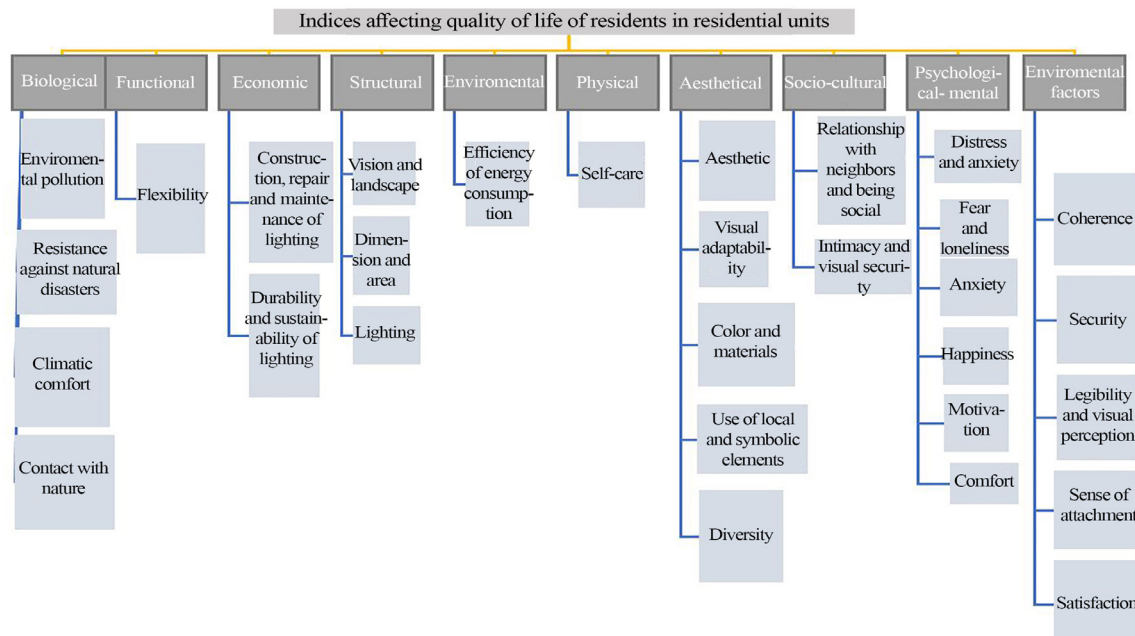 Indices affecting quality of life of residents in residential units
Biological
Functional
Economic
Structural
Enviromental
Physical
Aesthetical
Socio-cultural
Psychologi-
cal- mental
Enviromental
factors
Enviromen-
tal pollution
Resistance
against natural
disasters
Climatic
comfort
Contact with
nature
Flexibility
Construc-
tion, repair
and mainte-
nance of
lighting
Durability
and sustain-
ability of
lighting
Vision and
landscape
Dimen-
sion and
area
Lighting
Efficiency
of energy
consump-
tion
Self-care
Aesthetic
Visual
adaptabil-
ity
Color and
materials
Use of local
and symbolic
elements
Diversity
Relationship
with
neighbors
and being
social
Intimacy and
visual securi-
ty
Distress
and anxiety
Fear
and
loneliness
Anxiety
Happiness
Motiva-
tion
Comfort
Coherence
Security
Legibility
and visual
perception
Sense of
attachment
Satisfaction